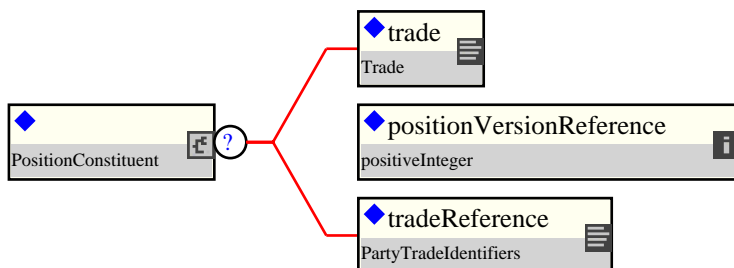 trade
Trade
positionVersionReference
positiveInteger
PositionConstituent
?
i
tradeReference
PartyTradeIdentifiers